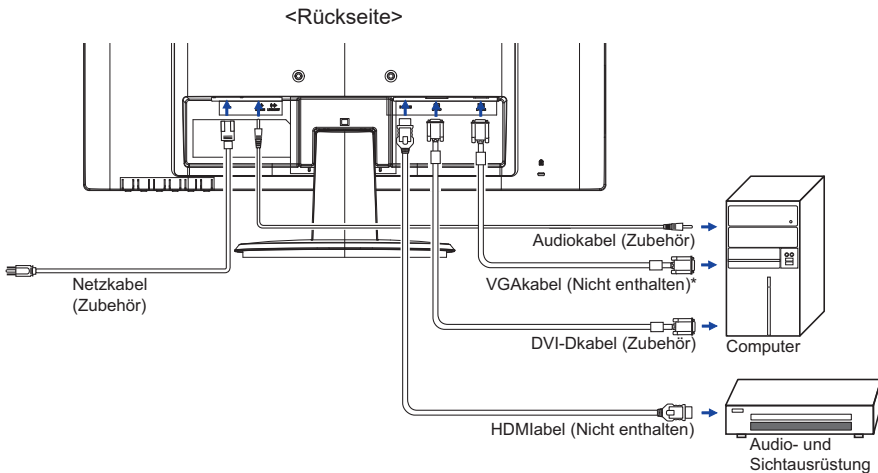 <Rückseite>
Audiokabel (Zubehör)
Netzkabel
(Zubehör)
VGAkabel (Nicht enthalten)*
DVI-Dkabel (Zubehör)
Computer
HDMIabel (Nicht enthalten)
Audio- und
Sichtausrüstung